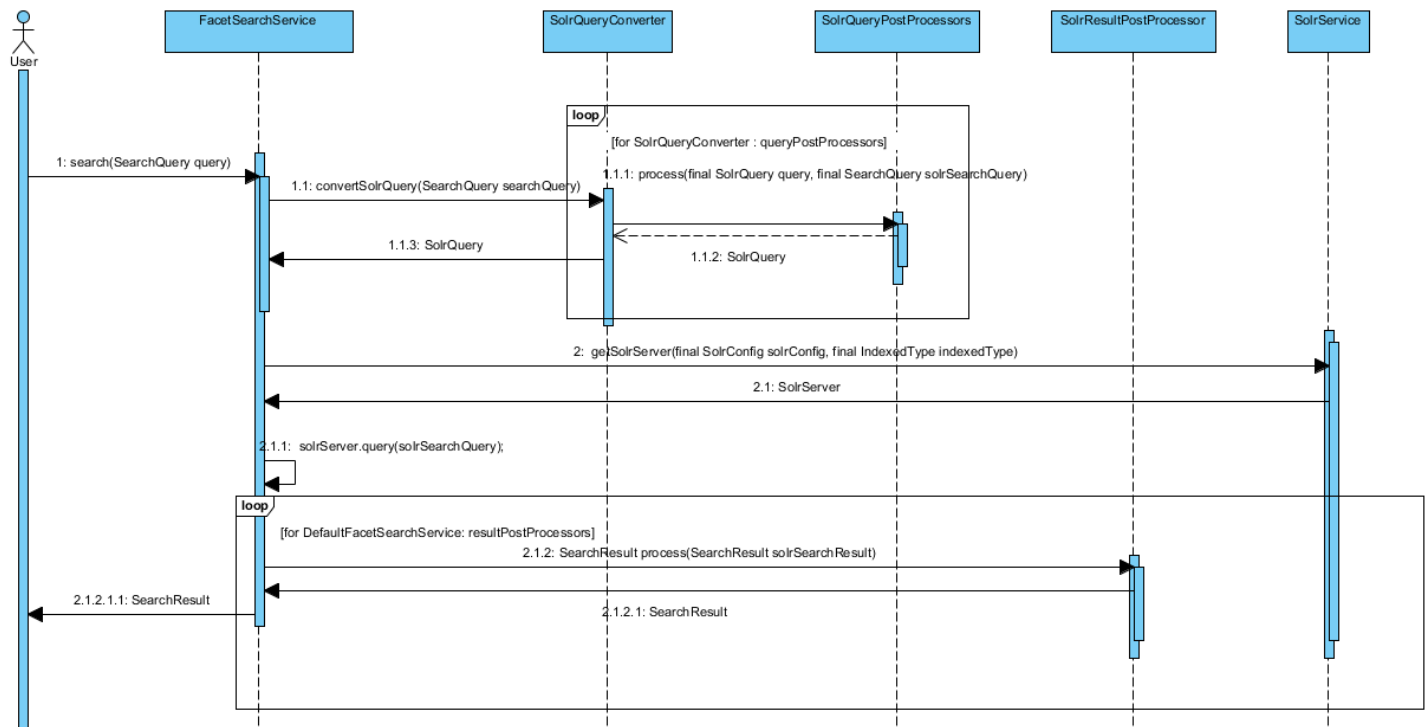 FacetSearchService
SolrQueryConverter
SolrQueryPostProcessors
SolrResultPostProcessor
SolrService
User
loop
[for SolrQueryConverter : queryPostProcessors]
1: search(SearchQuery query)
1.1.1: process(final SolrQuery query, final SearchQuery solrSearchQuery)
1.1: convertSolrQuery(SearchQuery searchQuery)
1.1.3: SolrQuery
1.1.2: SolrQuery
2: getSolrServer(final SolrConfig solrConfig, final IndexedType indexedType)
2.1: SolrServer
2.1.1: solrServer.query(solrSearchQuery);
loop
[for DefaultFacetSearchService: resultPostProcessors]
2.1.2: SearchResult process(SearchResult solrSearchResult)
2.1.2.1.1: SearchResult
2.1.2.1: SearchResult